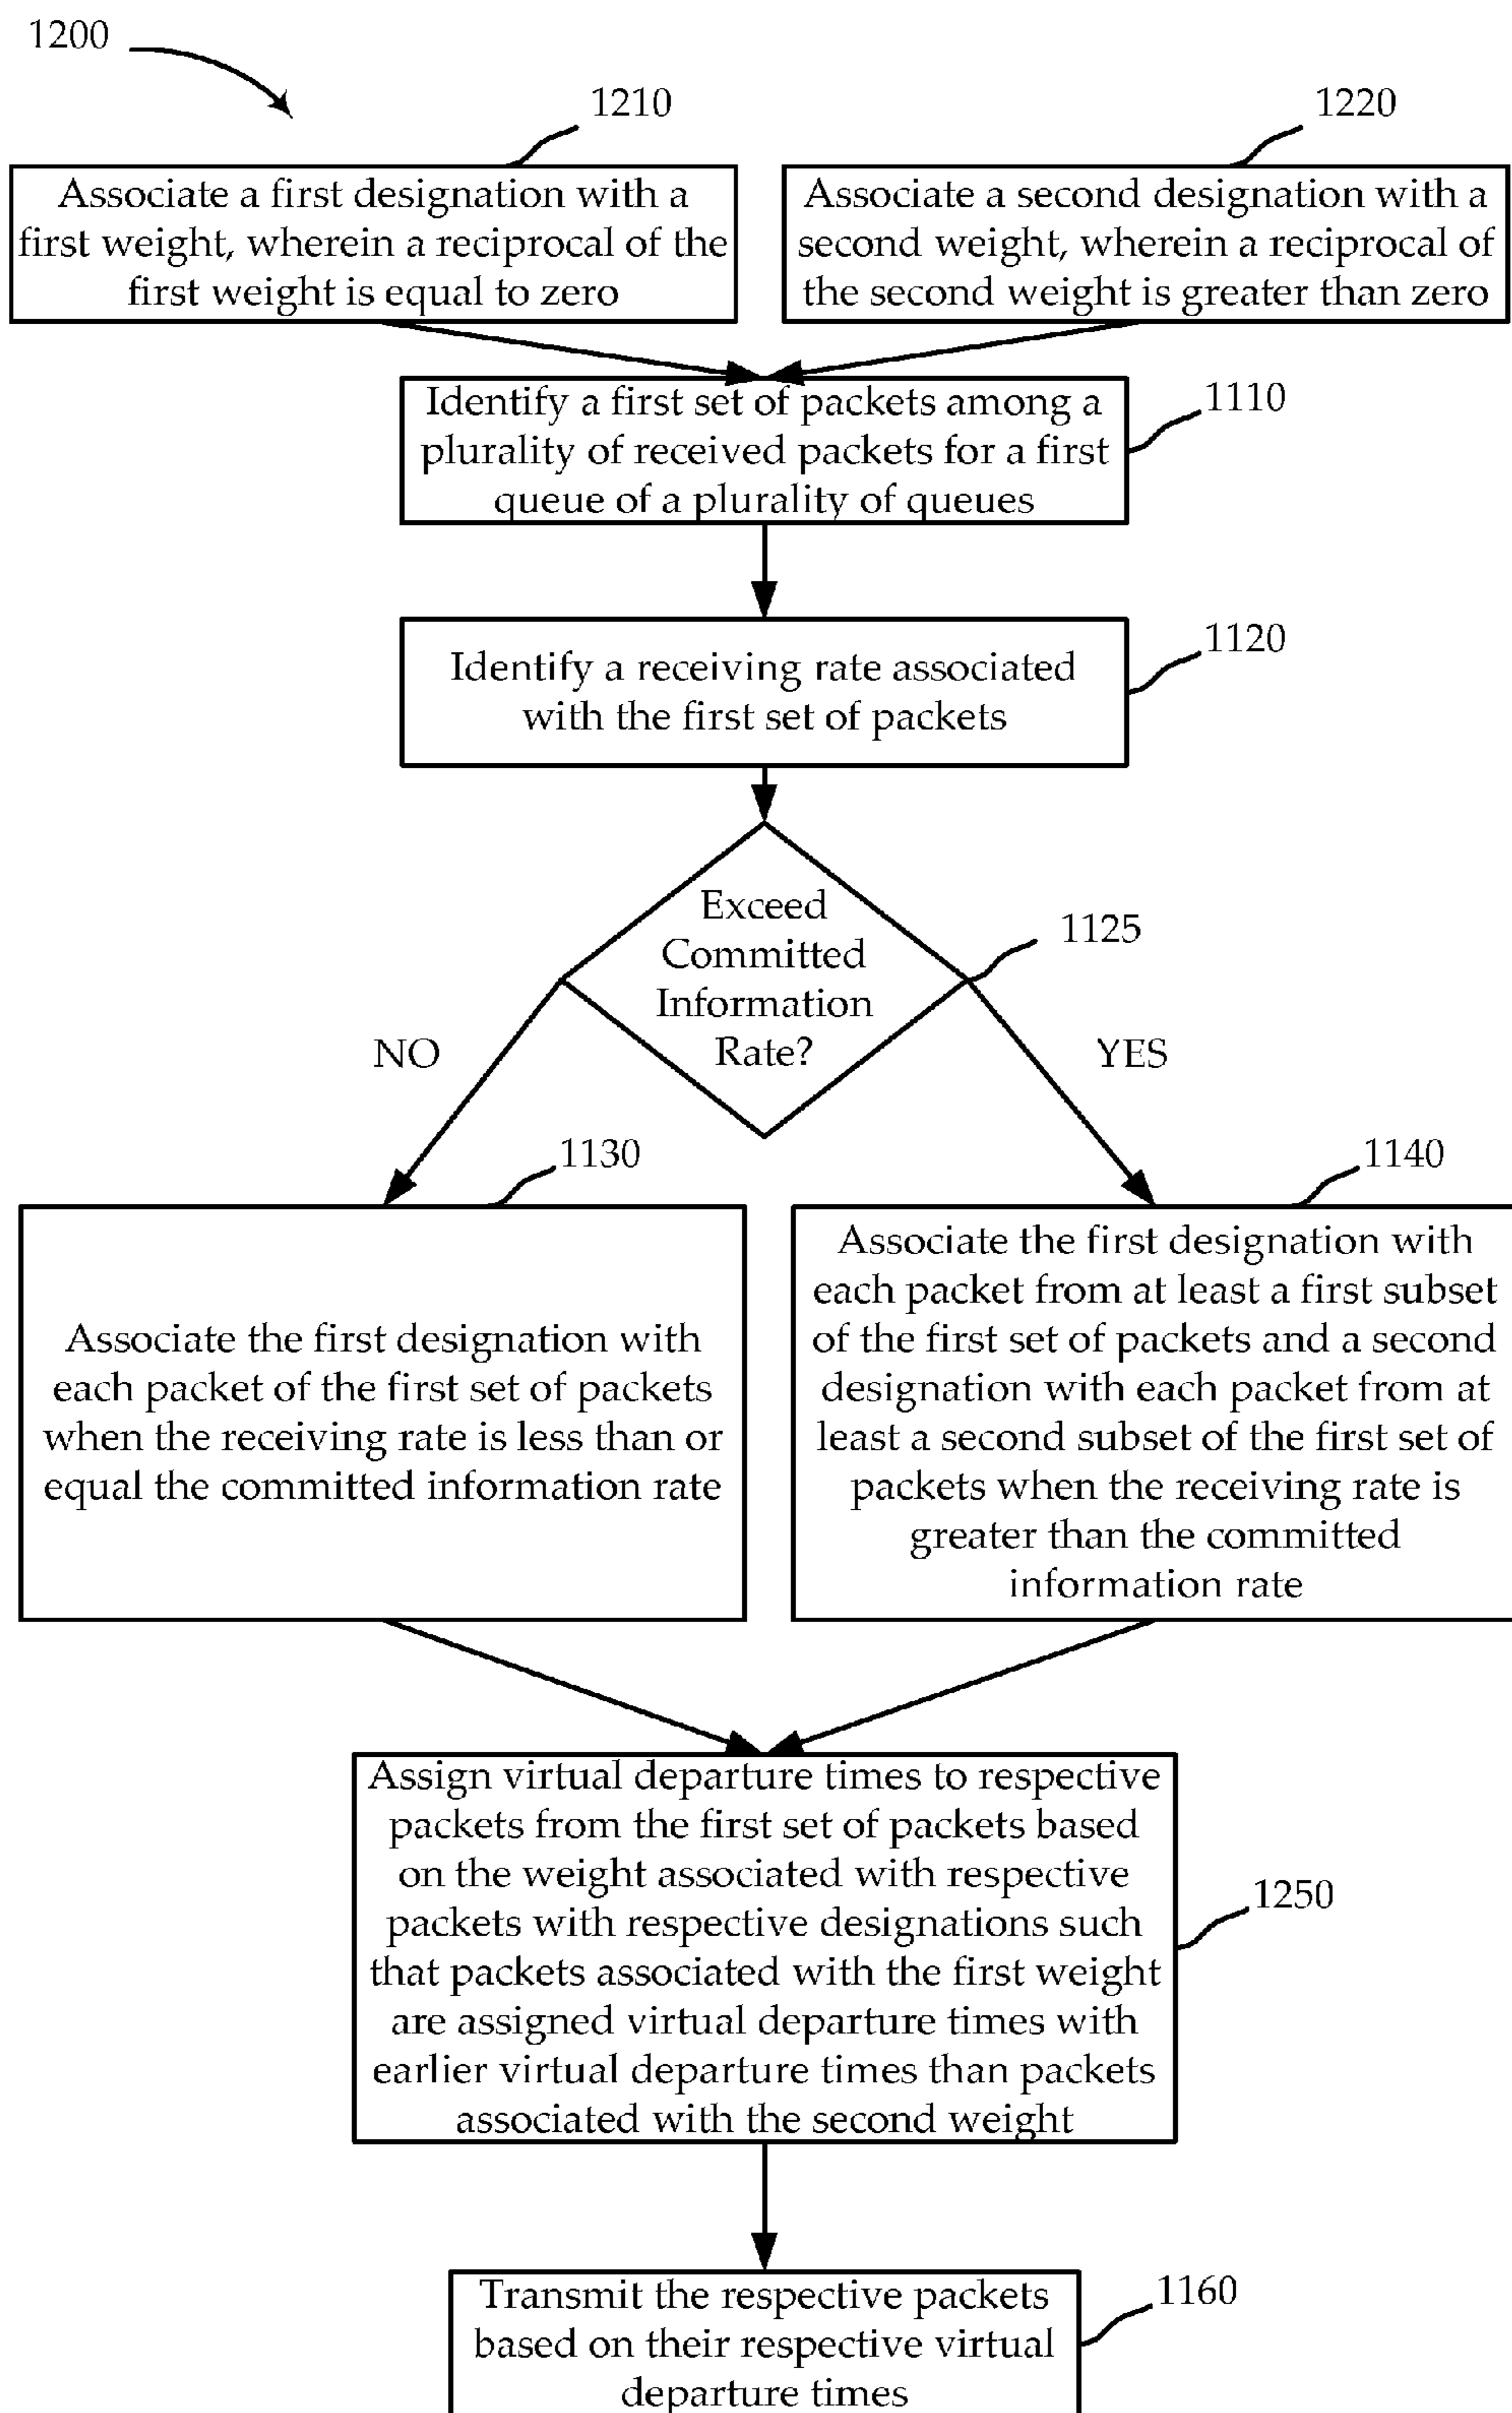 1200
1210
1220
Associate a first designation with a
first weight, wherein a reciprocal of the
first weight is equal to zero
Associate a second designation with a
second weight, wherein a reciprocal of
the second weight is greater than zero
Identify a first set of packets among a
plurality of received packets for a first
queue of a plurality of queues
1110
Identify a receiving rate associated
with the first set of packets
1120
Exceed
Committed
Information
Rate?
1125
NO
YES
1130
1140
Associate the first designation with
each packet of the first set of packets
when the receiving rate is less than or
equal the committed information rate
Associate the first designation with
each packet from at least a first subset
of the first set of packets and a second
designation with each packet from at
least a second subset of the first set of
packets when the receiving rate is
greater than the committed
information rate
Assign virtual departure times to respective
packets from the first set of packets based
on the weight associated with respective
packets with respective designations such
that packets associated with the first weight
are assigned virtual departure times with
earlier virtual departure times than packets
associated with the second weight
1250
Transmit the respective packets
based on their respective virtual
departure times
1160